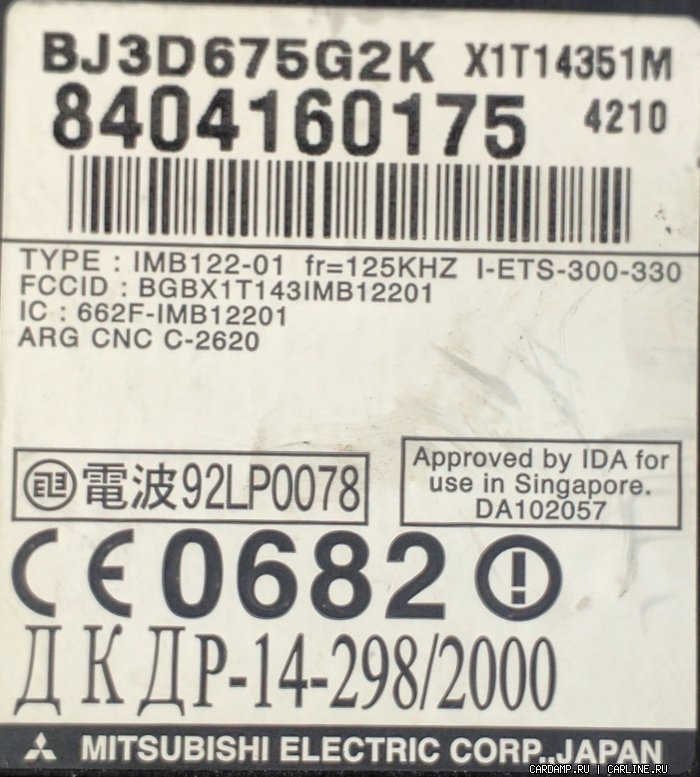 BJ3D675G2K X1T14351M
8404160175 4210
TYPE : IMB122-01 fr=125KHZ I-ETS-300-330
FCCID : BGBX1T143IMB12201
IC : 662F-IMB12201
ARG CNC C-2620
電波92LP0078
Approved by IDA for
use in Singapore.
DA102057
CE 0682
ДКДР-14-298/2000
MITSUBISHI ELECTRIC CORP.,JAPAN
CARDAMP.RU | CARLINE.RU